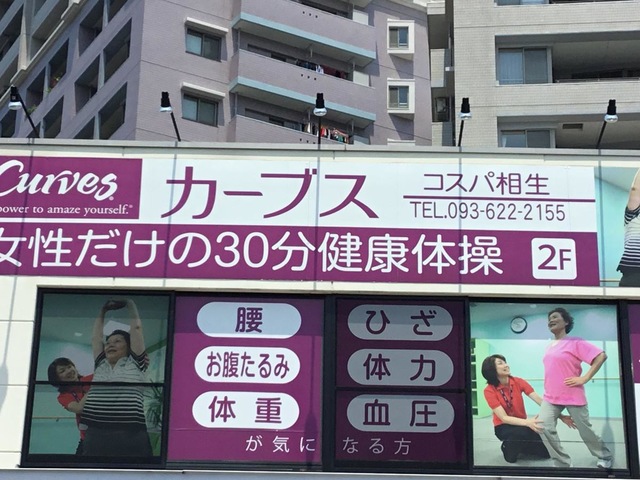 Curves®
power to amaze yourself.®
カーブス
コスパ相生
TEL.093-622-2155
女性だけの30分健康体操 2F
腰 ひざ
お腹たるみ 体力
体重 血圧
が気になる方